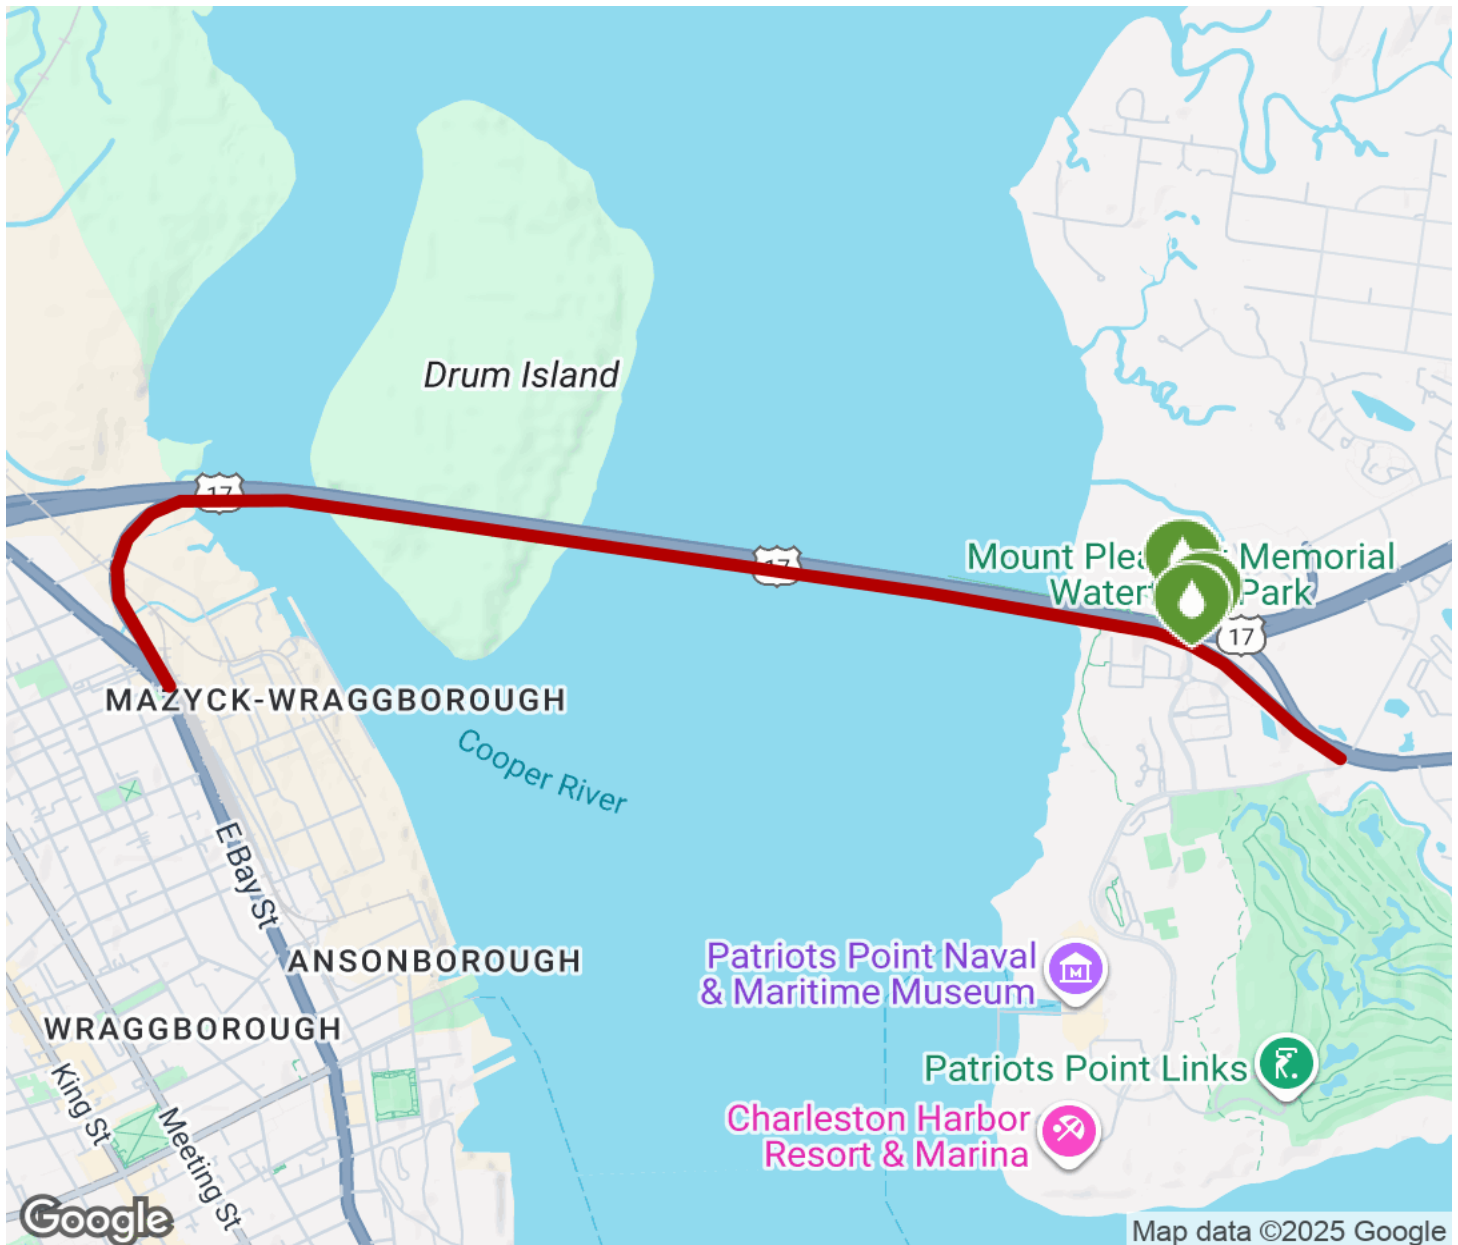 Drum Island
17
17
Mount Plea Memorial
Water Park
17
MAZYCK-WRAGGBOROUGH
Cooper River
E Bay St
ANSONBOROUGH
Patriots Point Naval
& Maritime Museum
M
WRAGGBOROUGH
Patriots Point Links
King St
Meeting St
Charleston Harbor
Resort & Marina
Google
Map data ©2025 Google